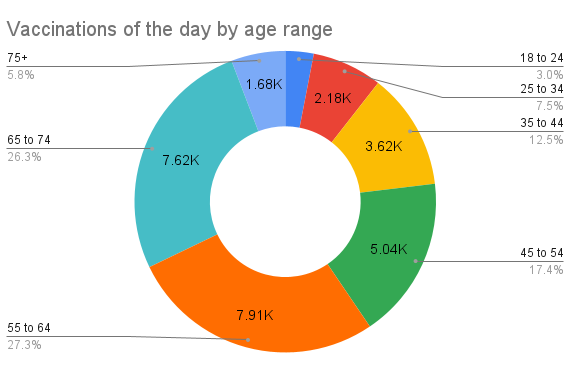 Vaccinations of the day by age range
75+
5.8%
18 to 24
3.0%
25 to 34
7.5%
35 to 44
12.5%
65 to 74
26.3%
45 to 54
17.4%
55 to 64
27.3%
1.68K
2.18K
3.62K
7.62K
5.04K
7.91K